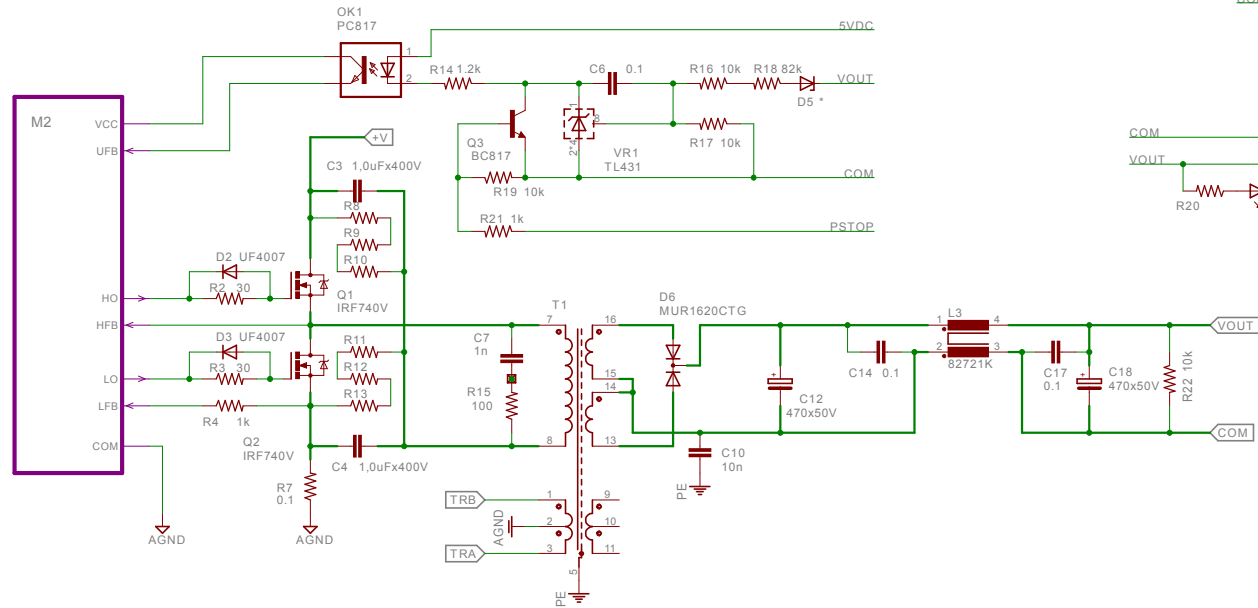 OK1
PC817
1
2
5VDC
R14 1.2k
C6 0.1
R16 10k
R18 82k
D5 *
VOUT
M2
VCC
UFB
+V
Q3
BC817
1
8
2*4
VR1
TL431
R17 10k
COM
VOUT
R20
C3 1,0uFx400V
R19 10k
COM
R21 1k
PSTOP
R8
R9
R10
D2 UF4007
R2 30
HO
Q1
IRF740V
HFB
D3 UF4007
R3 30
LO
LFB
R4 1k
COM
Q2
IRF740V
R11
R12
R13
C4 1,0uFx400V
R7
0.1
AGND
AGND
C7
1n
R15
100
T1
7
8
16
15
14
13
D6
MUR1620CTG
C12
470x50V
C14 0.1
C10
10n
PE
L3
1
4
2
3
82721K
C17
0.1
C18
470x50V
R22 10k
VOUT
COM
TRB
AGND
TRA
1
2
3
9
10
11
5
PE